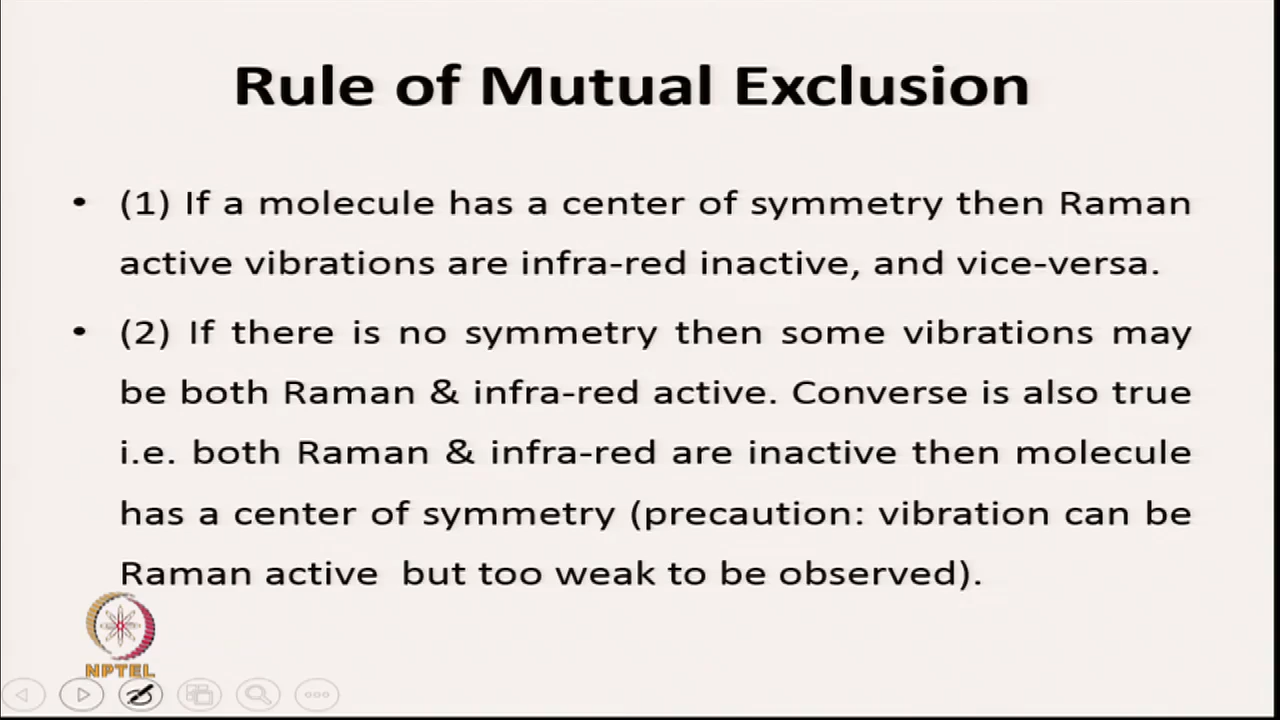 Rule of Mutual Exclusion
• (1) If a molecule has a center of symmetry then Raman
active vibrations are infra-red inactive, and vice-versa.
• (2) If there is no symmetry then some vibrations may
be both Raman & infra-red active. Converse is also true
i.e. both Raman & infra-red are inactive then molecule
has a center of symmetry (precaution: vibration can be
Raman active but too weak to be observed).
NPTEL